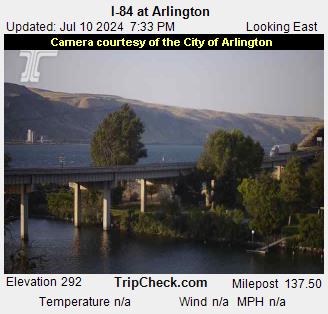 I-84 at Arlington
Updated: Jul 10 2024  7:33 PM    Looking East
Camera courtesy of the City of Arlington
Elevation 292    TripCheck.com    Milepost  137.50
Temperature n/a    Wind n/a  MPH n/a